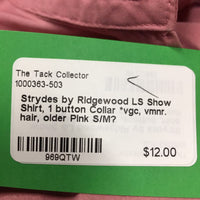 The Tack Collector
1000363-503
Strydes by Ridgewood LS Show
Shirt, 1 button Collar *vgc, vmnr.
hair, older Pink S/M?
969QTW
$12.00